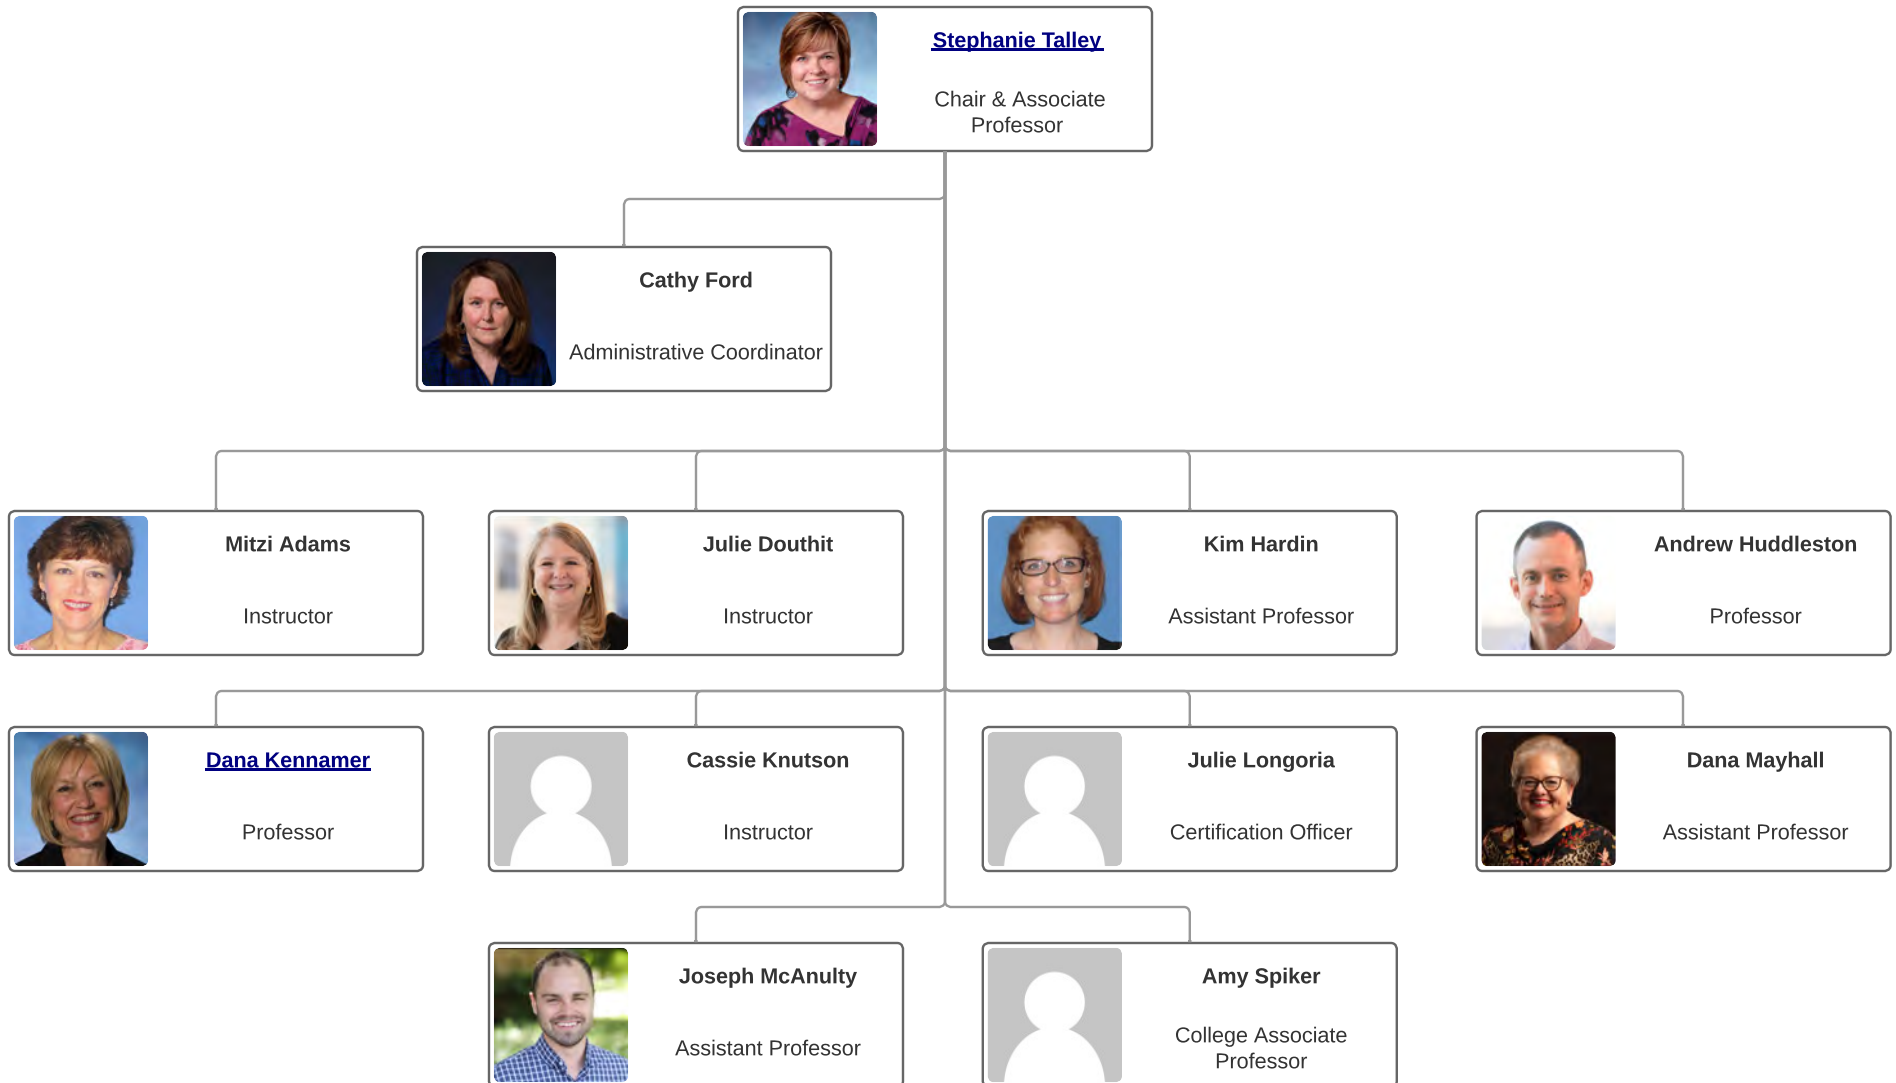 Stephanie Talley
Chair & Associate
Professor
Cathy Ford
Administrative Coordinator
Mitzi Adams
Instructor
Julie Douthit
Instructor
Kim Hardin
Assistant Professor
Andrew Huddleston
Professor
Dana Kennamer
Professor
Cassie Knutson
Instructor
Julie Longoria
Certification Officer
Dana Mayhall
Assistant Professor
Joseph McAnulty
Assistant Professor
Amy Spiker
College Associate
Professor